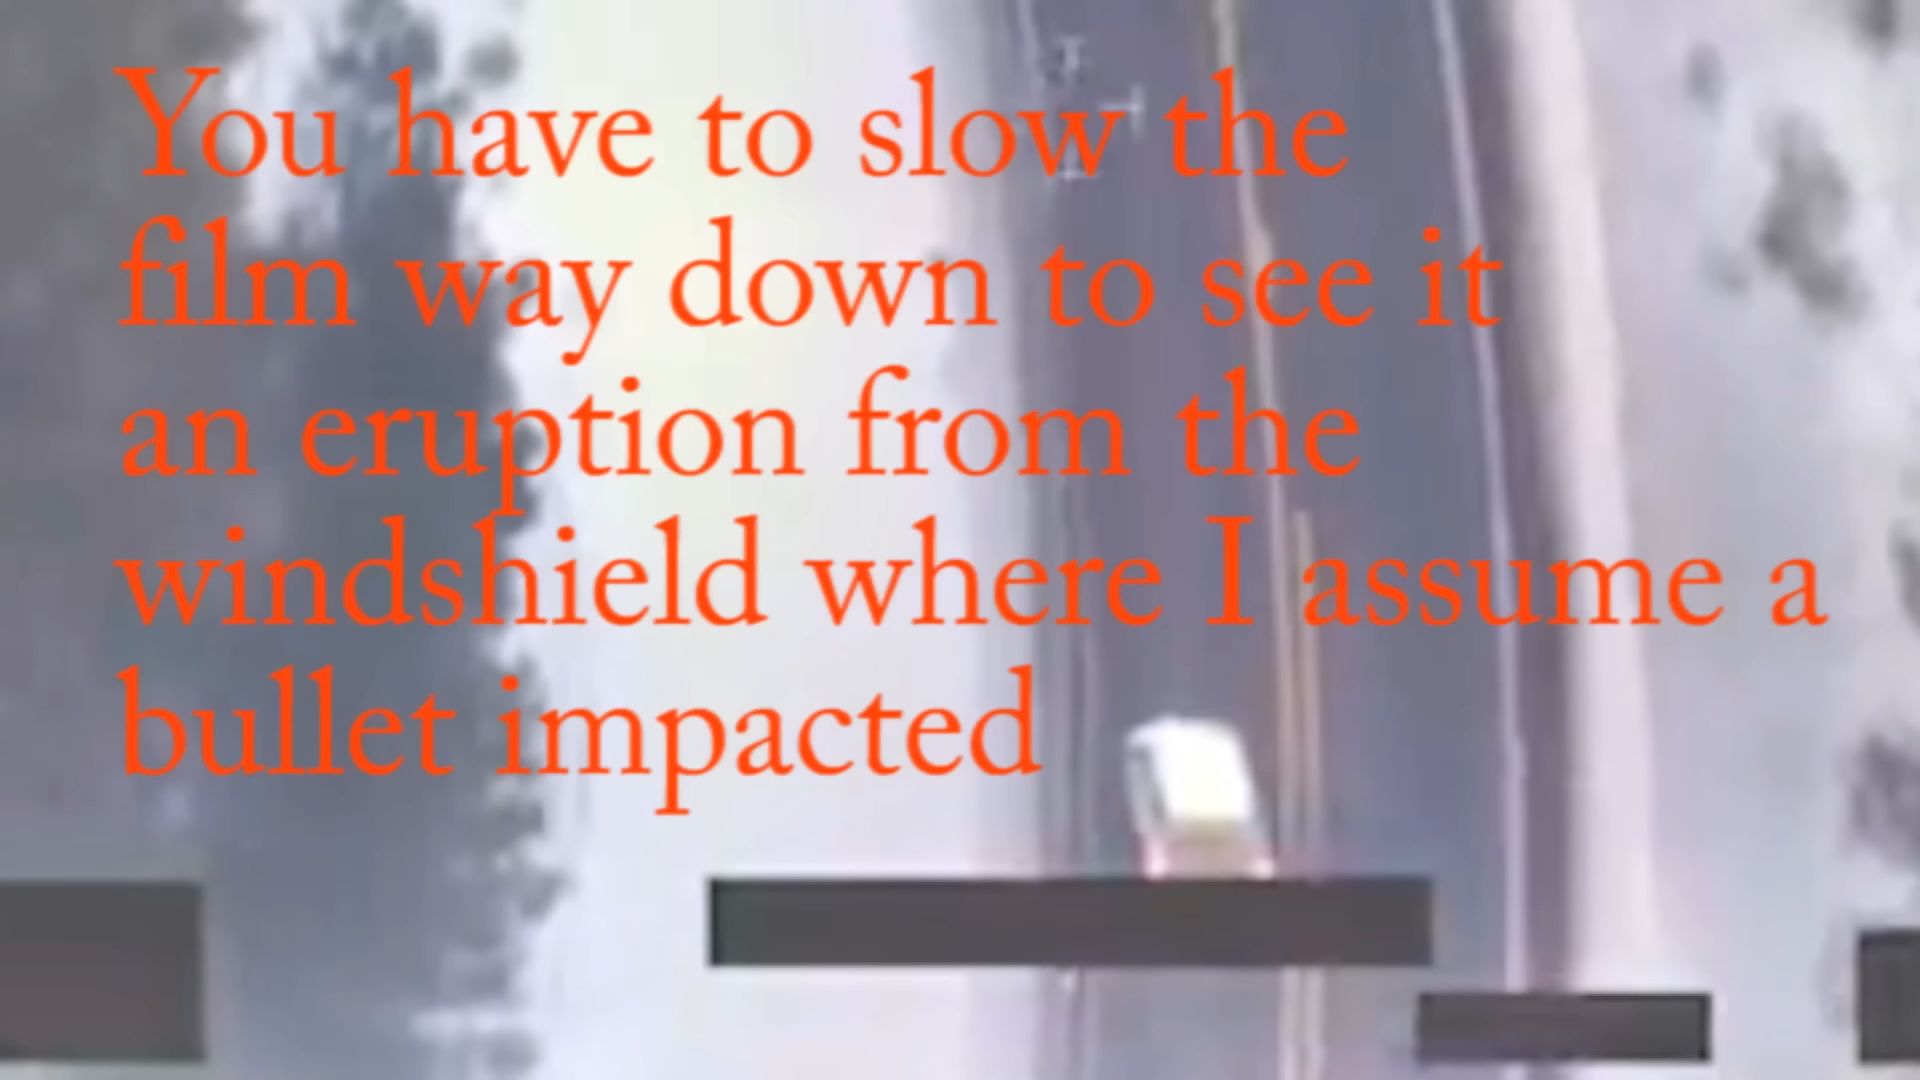 You have to slow the
film way down to see it
an eruption from the
windshield where I assume a
bullet impacted